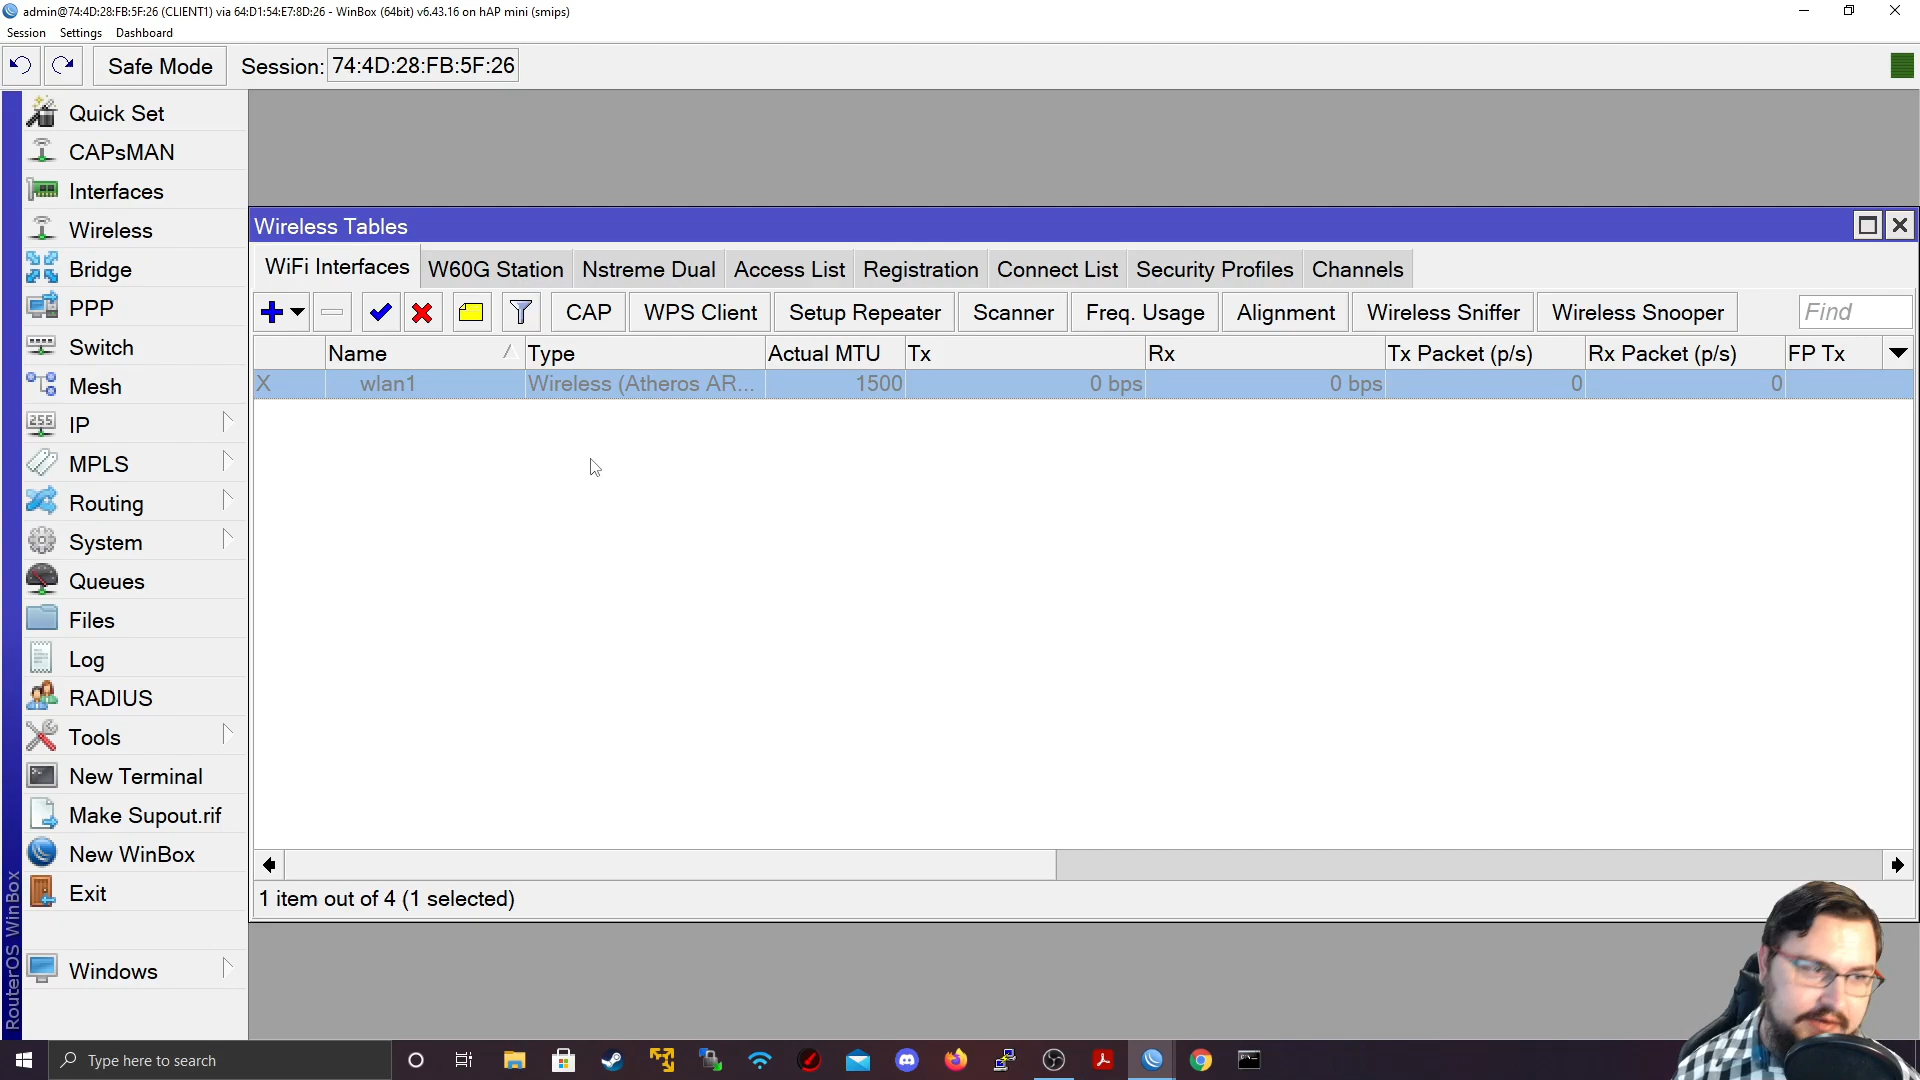 admin@74:4D:28:FB:5F:26 (CLIENT1) via 64:D1:54:E7:8D:26 - WinBox (64bit) v6.43.16 on hAP mini (smips)
Session Settings Dashboard
Safe Mode Session: 74:4D:28:FB:5F:26
Quick Set
CAPsMAN
Interfaces
Wireless
Bridge
PPP
Switch
Mesh
IP
MPLS
Routing
System
Queues
Files
Log
RADIUS
Tools
New Terminal
Make Supout.rif
New WinBox
Exit
Windows
RouterOS WinBox
Wireless Tables
WiFi Interfaces W60G Station Nstreme Dual Access List Registration Connect List Security Profiles Channels
CAP WPS Client Setup Repeater Scanner Freq. Usage Alignment Wireless Sniffer Wireless Snooper Find
Name Type Actual MTU Tx Rx Tx Packet (p/s) Rx Packet (p/s) FP Tx
X wlan1 Wireless (Atheros AR... 1500 0 bps 0 bps 0 0
1 item out of 4 (1 selected)
Type here to search